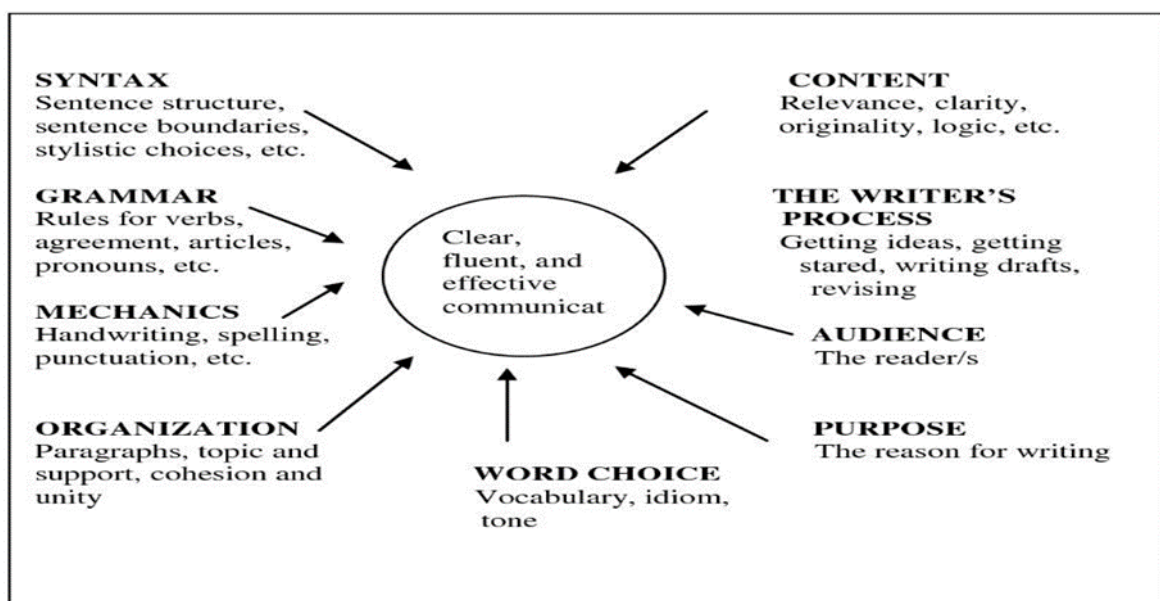 SYNTAX
Sentence structure,
sentence boundaries,
stylistic choices, etc.
GRAMMAR
Rules for verbs,
agreement, articles,
pronouns, etc.
MECHANICS
Handwriting, spelling,
punctuation, etc.
ORGANIZATION
Paragraphs, topic and
support, cohesion and
unity
Clear,
fluent, and
effective
communicat
WORD CHOICE
Vocabulary, idiom,
tone
CONTENT
Relevance, clarity,
originality, logic, etc.
THE WRITER'S
PROCESS
Getting ideas, getting
stared, writing drafts,
revising
AUDIENCE
The reader/s
PURPOSE
The reason for writing